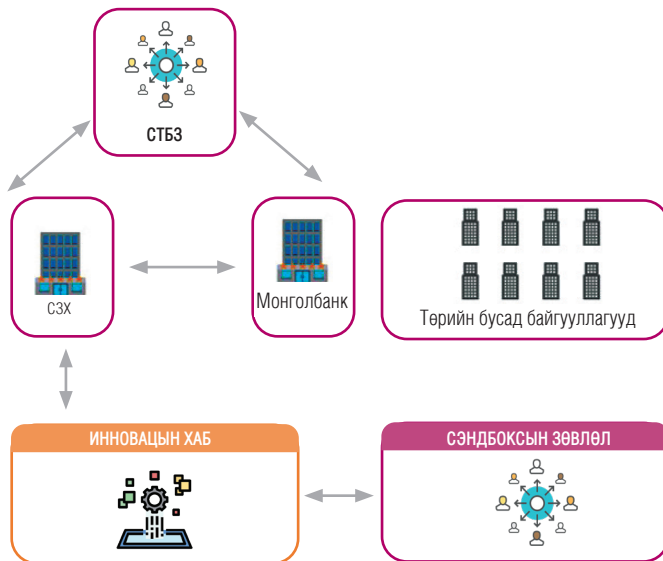 СТБЗ
СЗХ
Монголбанк
Төрийн бусад байгууллагууд
ИННОВАЦЫН ХАБ
СЭНДБОКСЫН ЗӨВЛӨЛ